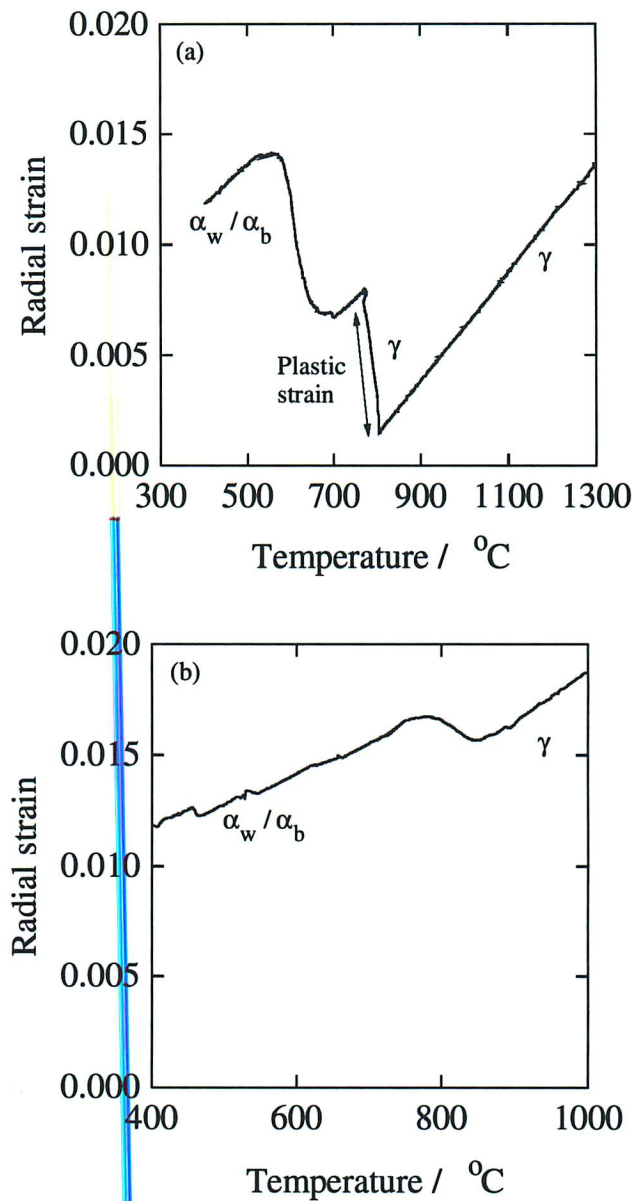 0.020
(a)
0.015
α_w / α_b
0.010
γ
γ
0.005
Plastic
strain
0.000
300 500 700 900 1100 1300
Radial strain
Temperature / °C
0.020
(b)
0.015
γ
α_w / α_b
0.010
0.005
0.000
400 600 800 1000
Radial strain
Temperature / °C